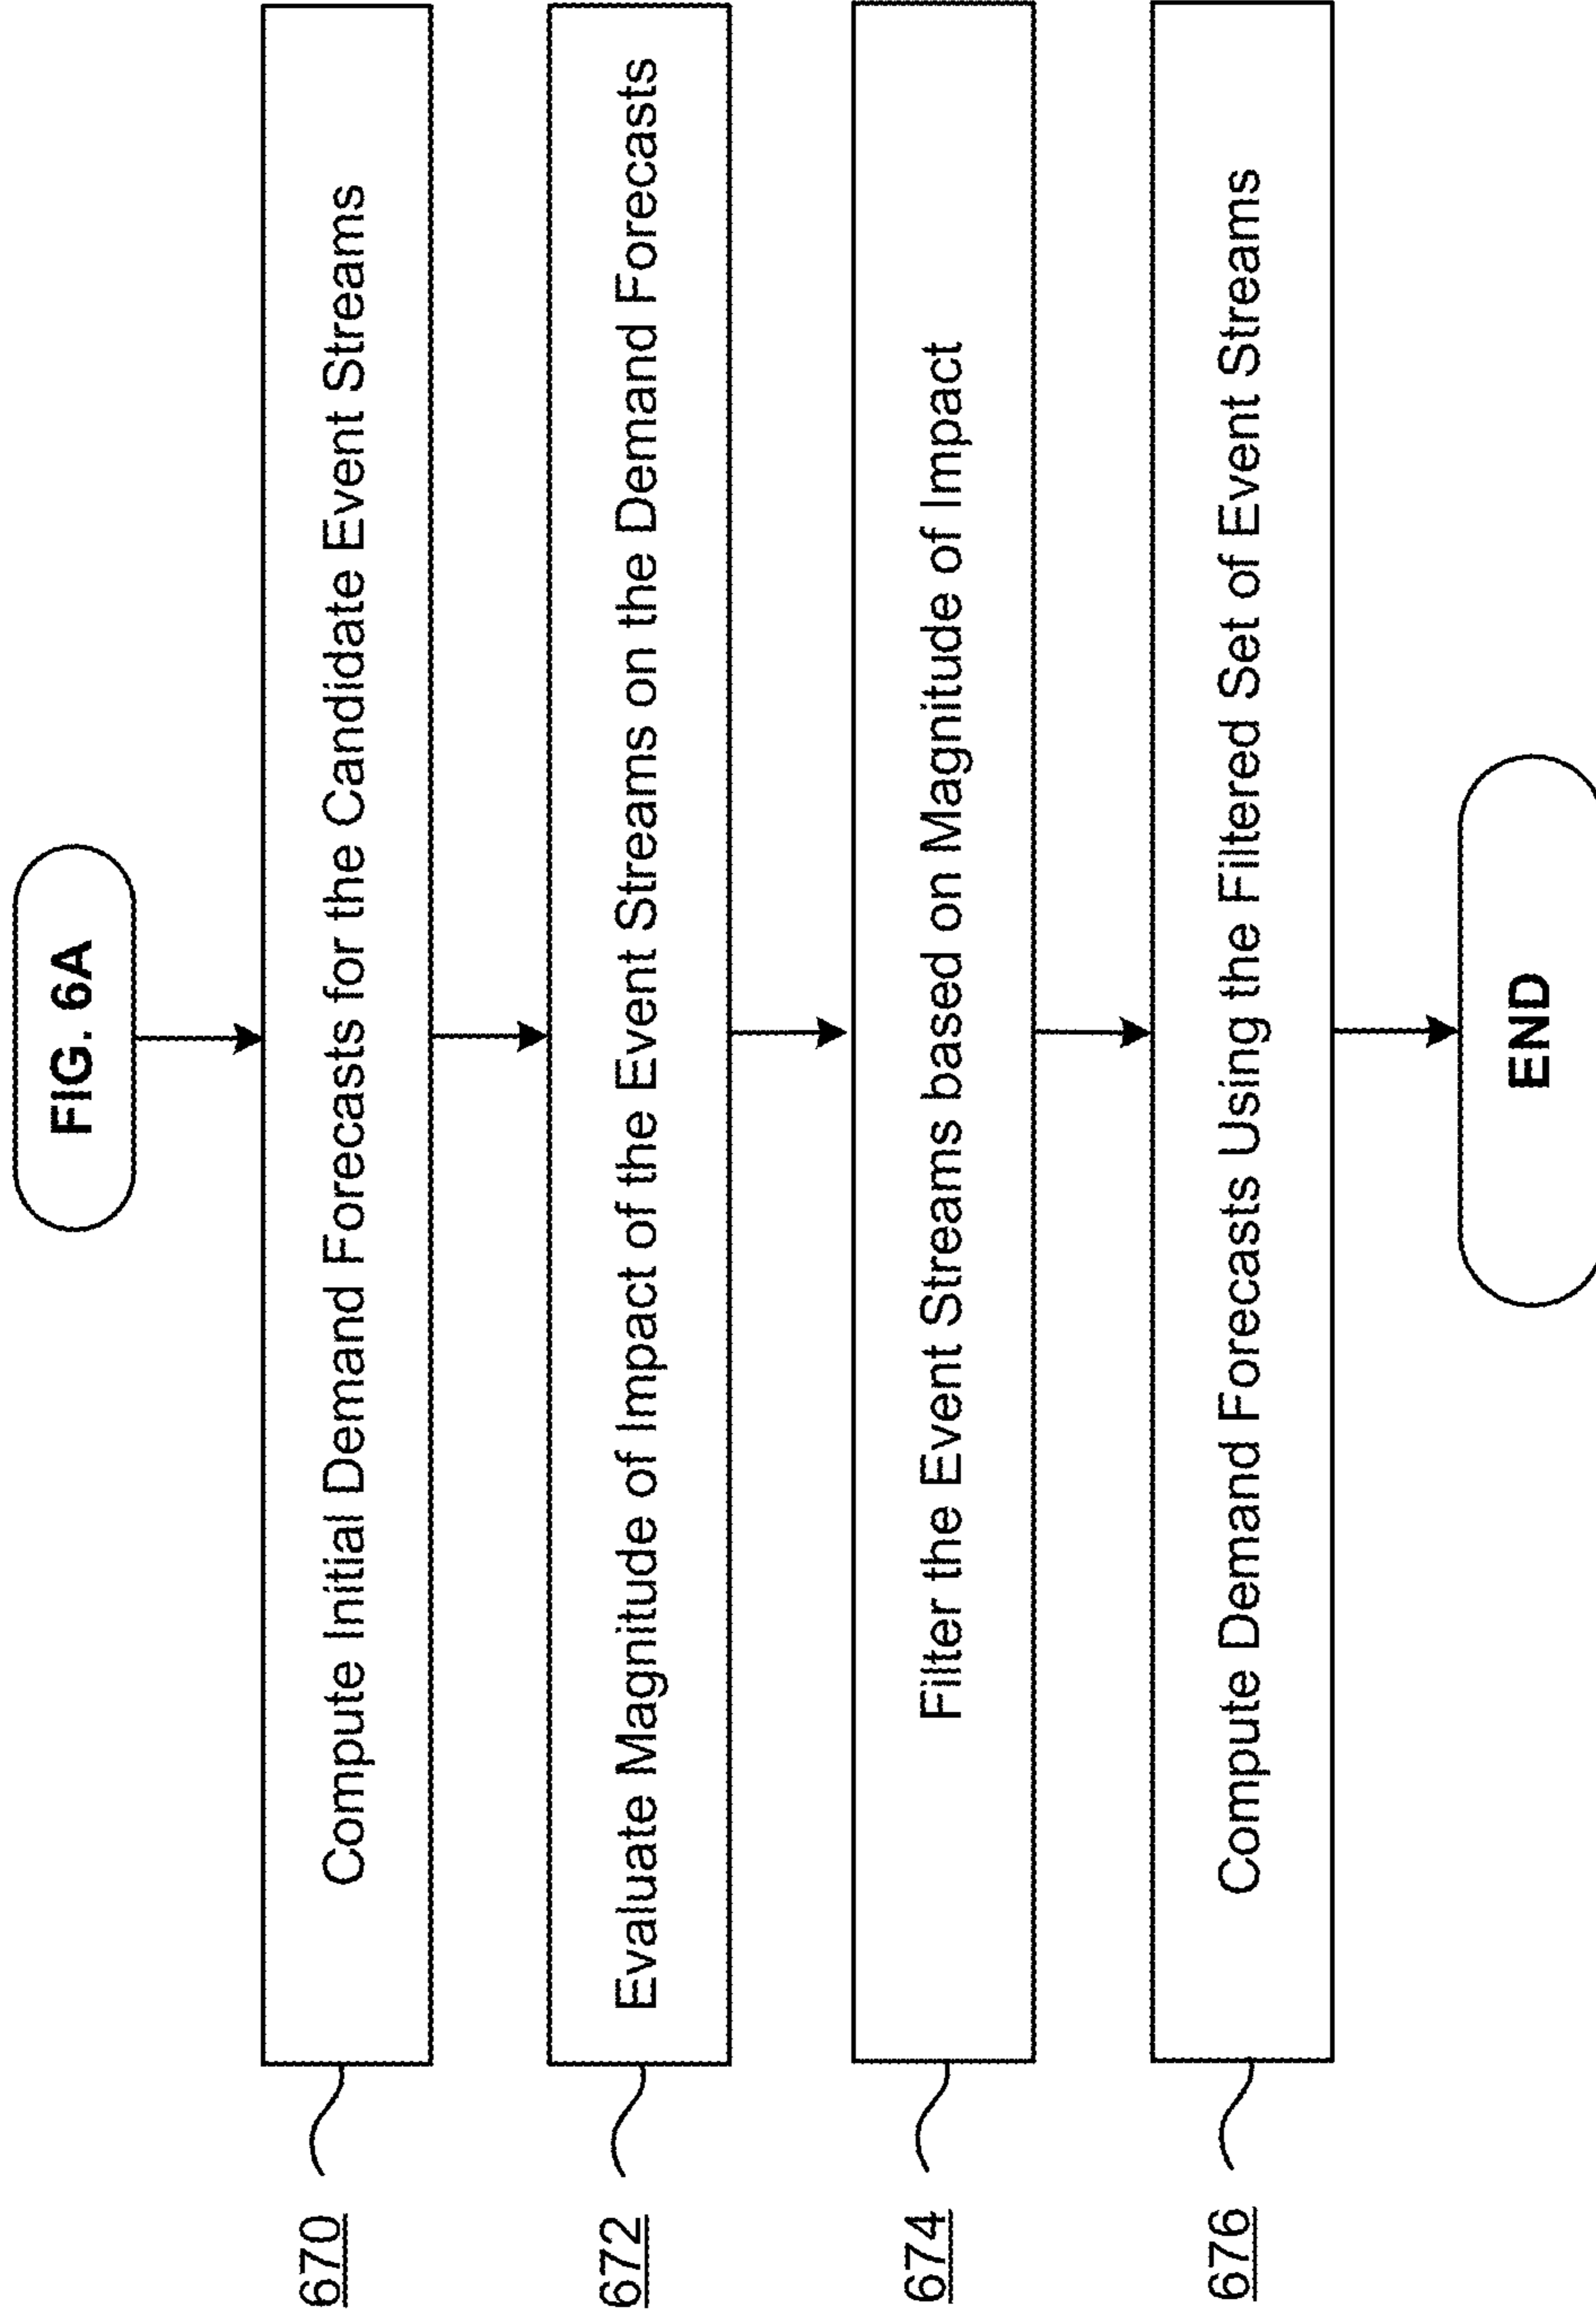 FIG. 6A
670
Compute Initial Demand Forecasts for the Candidate Event Streams
672
Evaluate Magnitude of Impact of the Event Streams on the Demand Forecasts
674
Filter the Event Streams based on Magnitude of Impact
676
Compute Demand Forecasts Using the Filtered Set of Event Streams
END